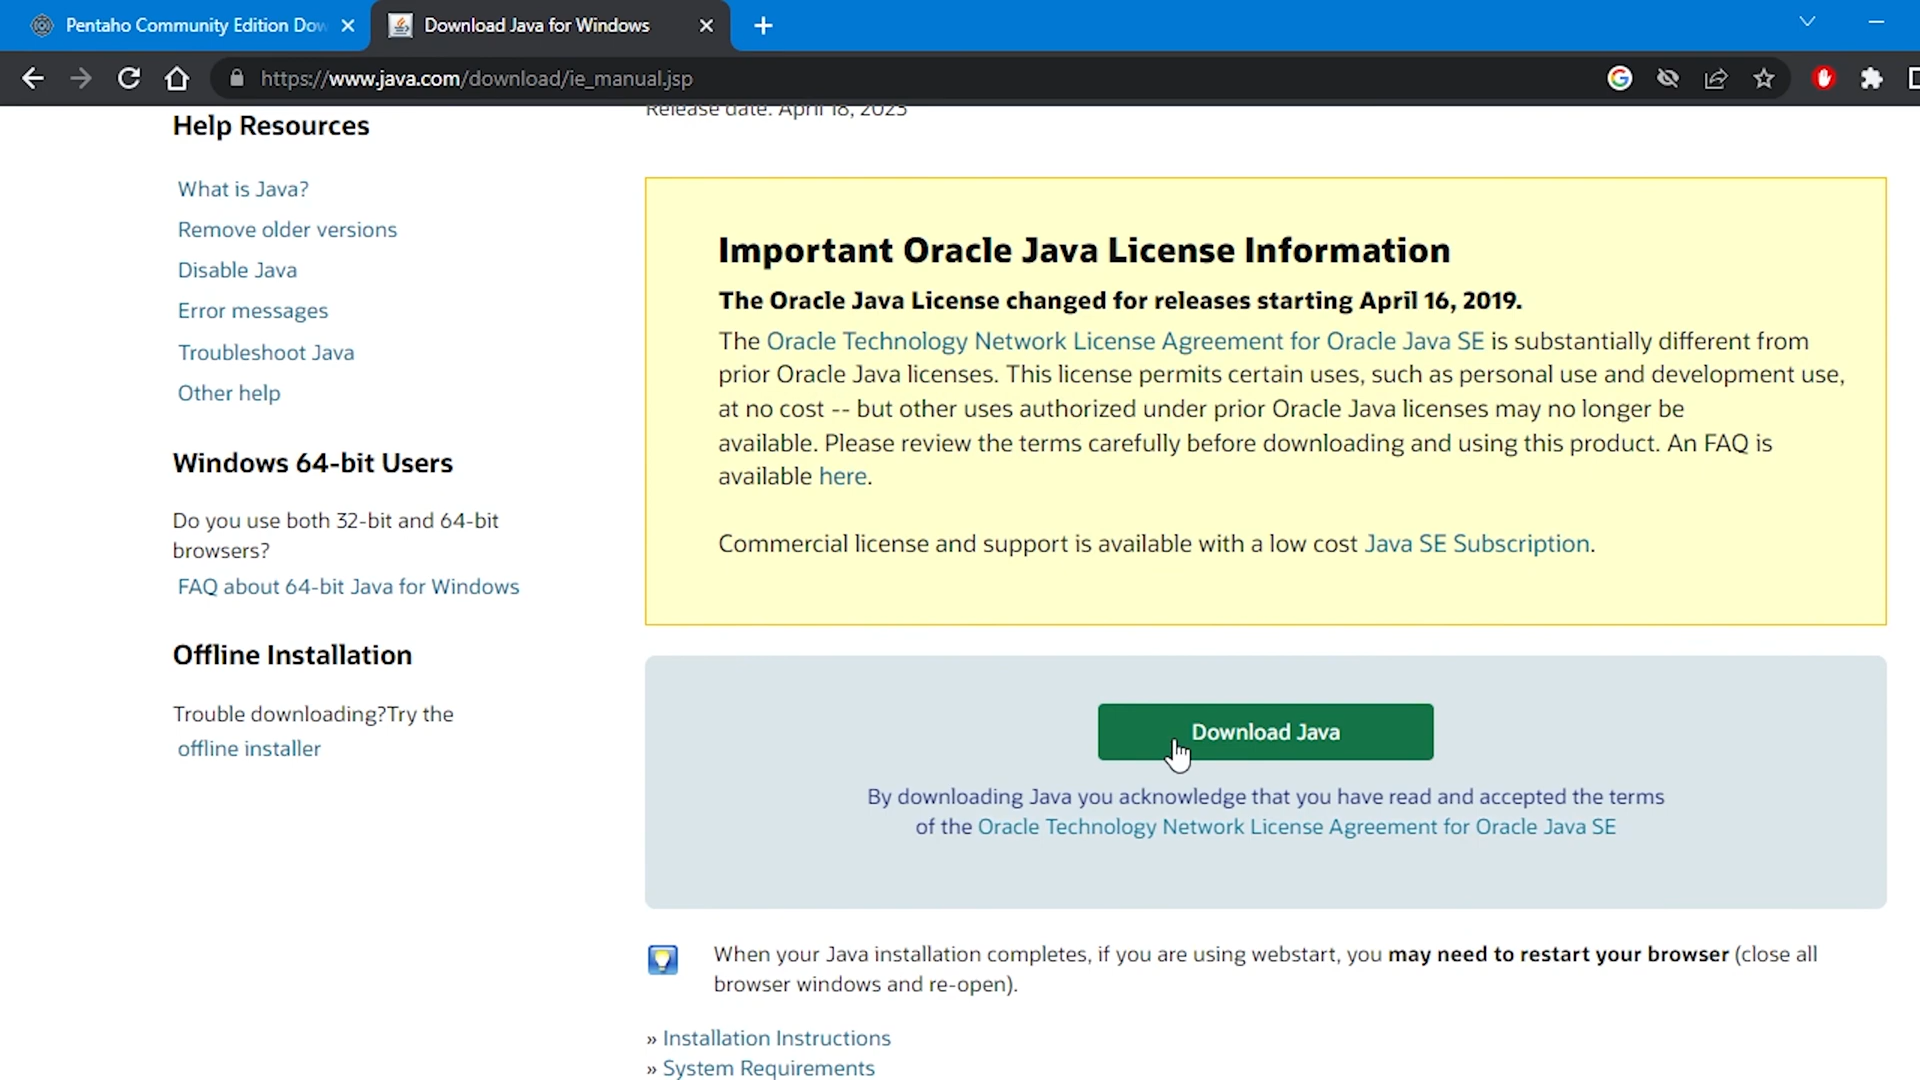 Pentaho Community Edition Dow
Download Java for Windows
https://www.java.com/download/ie_manual.jsp
Release date: April 18, 2023
Help Resources
What is Java?
Remove older versions
Disable Java
Error messages
Troubleshoot Java
Other help
Windows 64-bit Users
Do you use both 32-bit and 64-bit
browsers?
FAQ about 64-bit Java for Windows
Offline Installation
Trouble downloading?Try the
offline installer
Important Oracle Java License Information
The Oracle Java License changed for releases starting April 16, 2019.
The Oracle Technology Network License Agreement for Oracle Java SE is substantially different from
prior Oracle Java licenses. This license permits certain uses, such as personal use and development use,
at no cost -- but other uses authorized under prior Oracle Java licenses may no longer be
available. Please review the terms carefully before downloading and using this product. An FAQ is
available here.
Commercial license and support is available with a low cost Java SE Subscription.
Download Java
By downloading Java you acknowledge that you have read and accepted the terms
of the Oracle Technology Network License Agreement for Oracle Java SE
When your Java installation completes, if you are using webstart, you may need to restart your browser (close all
browser windows and re-open).
» Installation Instructions
» System Requirements